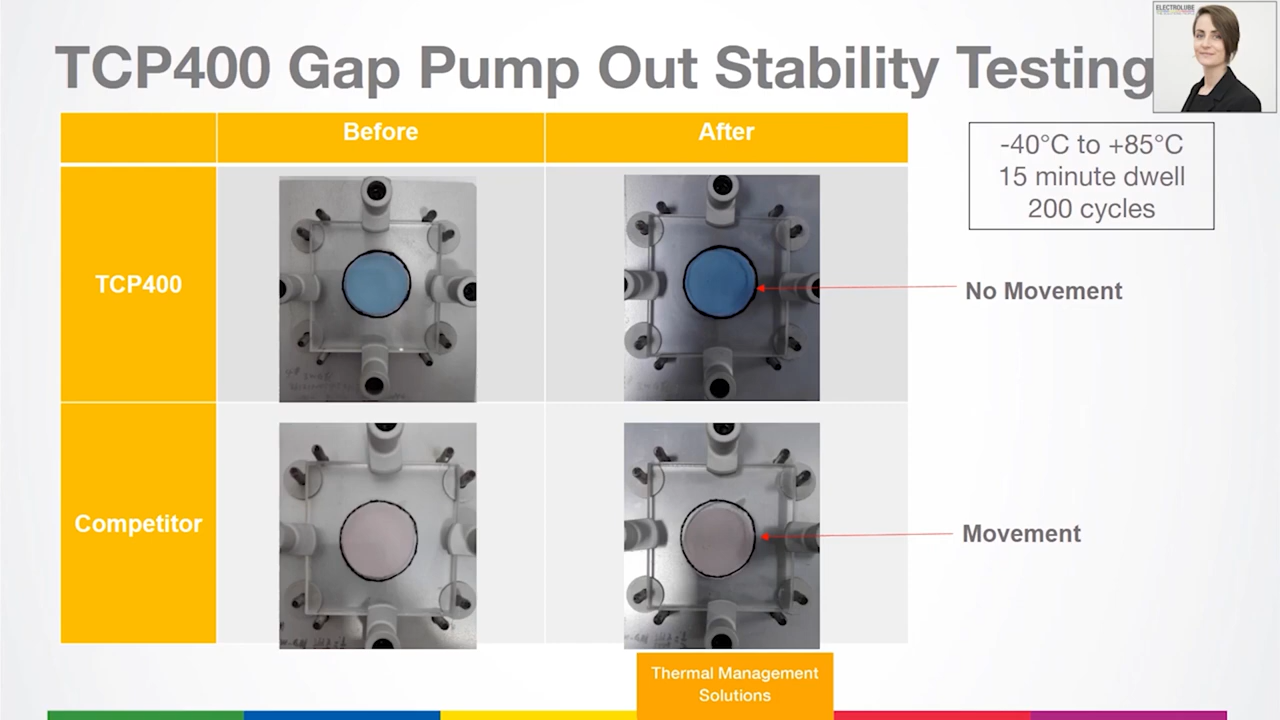 TCP400 Gap Pump Out Stability Testing
ELECTROLUBE
Before
After
-40°C to +85°C
15 minute dwell
200 cycles
TCP400
No Movement
Competitor
Movement
Thermal Management
Solutions